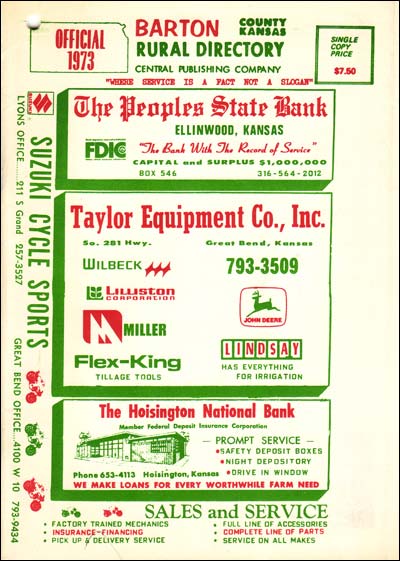 OFFICIAL
1973
BARTON COUNTY KANSAS
RURAL DIRECTORY
CENTRAL PUBLISHING COMPANY
"WHERE SERVICE IS A FACT NOT A SLOGAN"
SINGLE
COPY
PRICE
$7.50
SUZUKI
SUZUKI CYCLE SPORTS
LYONS OFFICE......211 S Grand 257-3527
GREAT BEND OFFICE...4100 W 10 793-9434
The Peoples State Bank
ELLINWOOD, KANSAS
FDIC
"The Bank With The Record of Service"
CAPITAL and SURPLUS $1,000,000
BOX 546 316-564-2012
Taylor Equipment Co., Inc.
So. 281 Hwy. Great Bend, Kansas
WILBECK
793-3509
LILLISTON
CORPORATION
JOHN DEERE
M MILLER
Flex-King
TILLAGE TOOLS
LINDSAY
HAS EVERYTHING
FOR IRRIGATION
The Hoisington National Bank
Member Federal Deposit Insurance Corporation
PROMPT SERVICE
•SAFETY DEPOSIT BOXES
•NIGHT DEPOSITORY
•DRIVE IN WINDOW
Phone 653-4113 Hoisington, Kansas
WE MAKE LOANS FOR EVERY WORTHWHILE FARM NEED
SALES and SERVICE
• FACTORY TRAINED MECHANICS
• INSURANCE-FINANCING
• PICK UP & DELIVERY SERVICE
• FULL LINE OF ACCESSORIES
• COMPLETE LINE OF PARTS
• SERVICE ON ALL MAKES